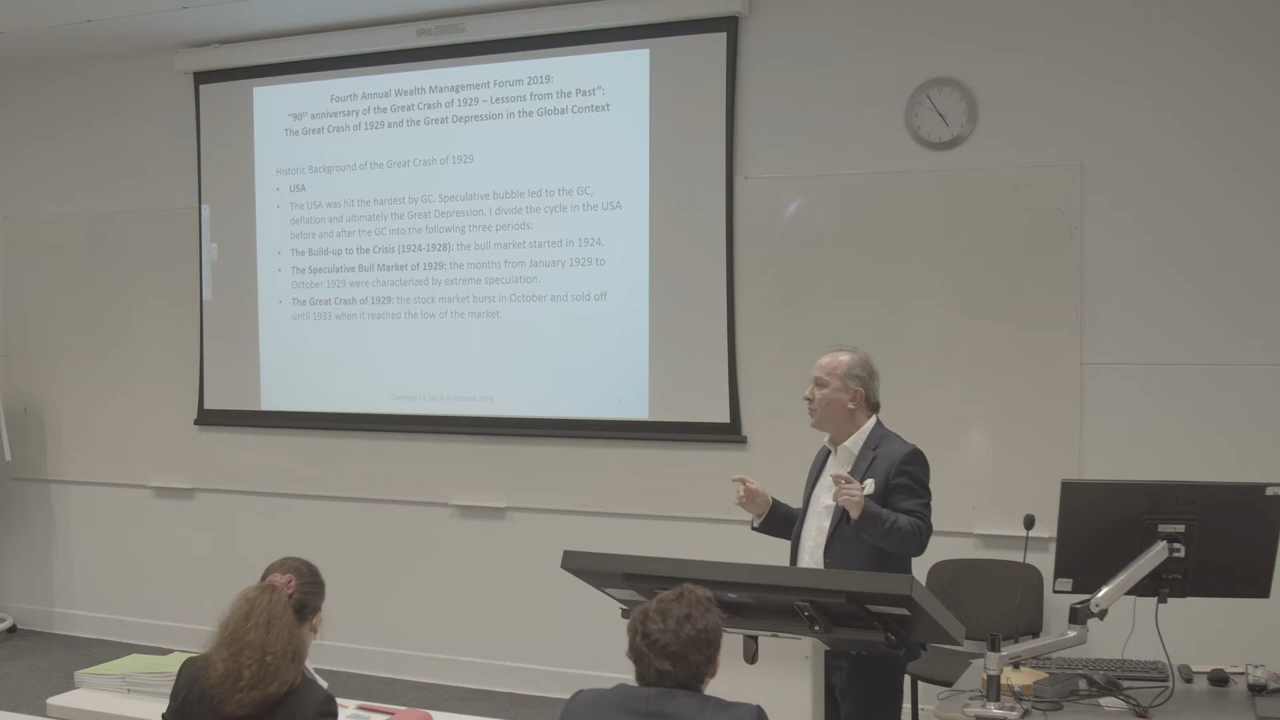 Fourth Annual Wealth Management Forum 2019:
"90th anniversary of the Great Crash of 1929 – Lessons from the Past":
The Great Crash of 1929 and the Great Depression in the Global Context
Historic Background of the Great Crash of 1929
• USA
• The USA was hit the hardest by GC. Speculative bubble led to the GC,
deflation and ultimately the Great Depression. I divide the cycle in the USA
before and after the GC into the following three periods:
• The Build-up to the Crisis (1924-1928): the bull market started in 1924.
• The Speculative Bull Market of 1929: the months from January 1929 to
October 1929 were characterized by extreme speculation.
• The Great Crash of 1929: the stock market burst in October and sold off
until 1933 when it reached the low of the market.